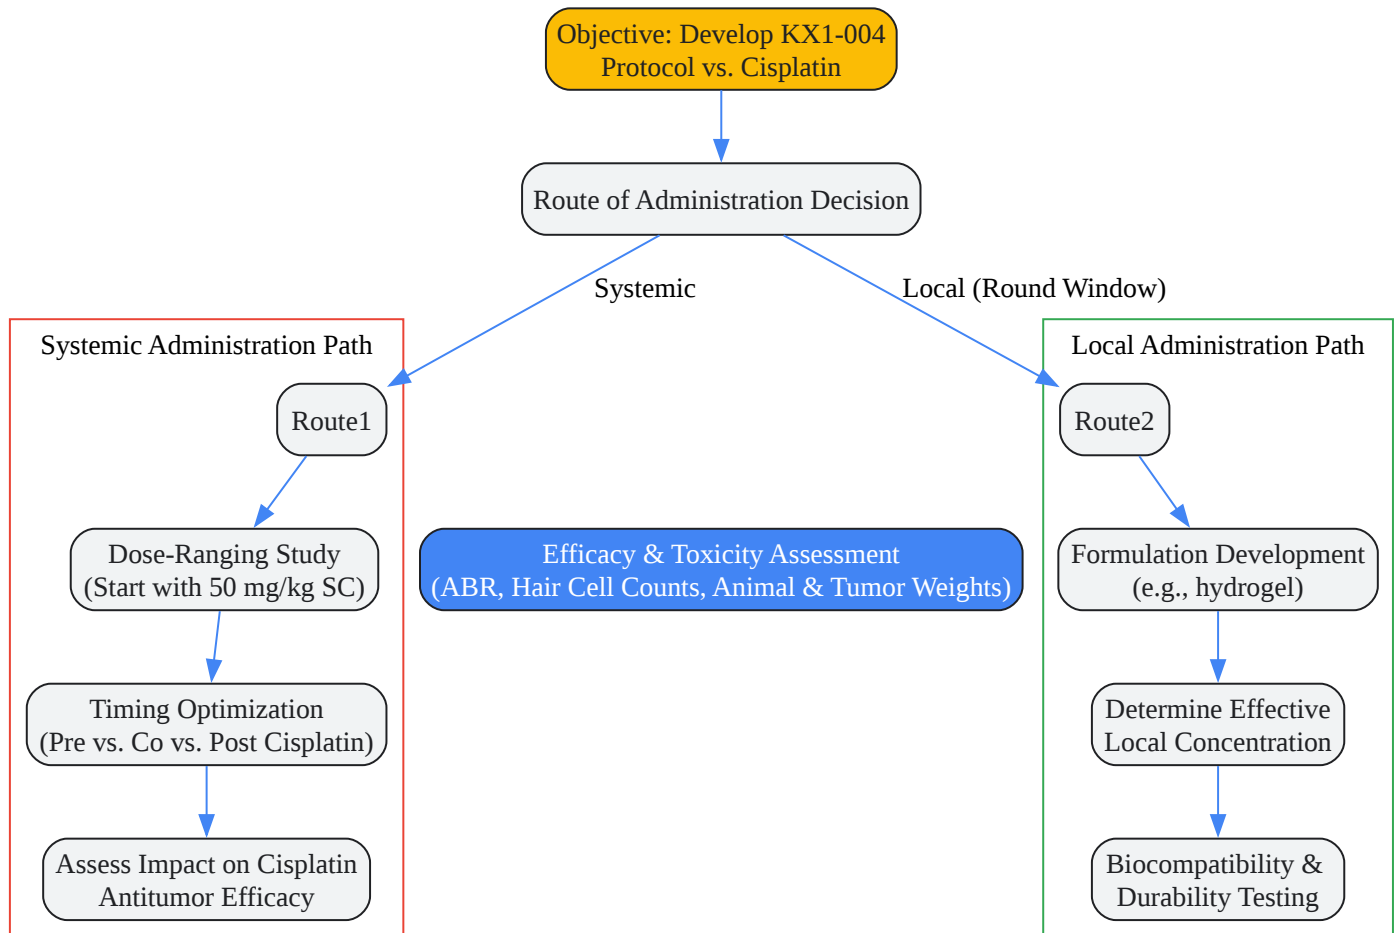 Objective: Develop KX1-004
Protocol vs. Cisplatin
Route of Administration Decision
Systemic
Local (Round Window)
Systemic Administration Path
Route1
Dose-Ranging Study
(Start with 50 mg/kg SC)
Timing Optimization
(Pre vs. Co vs. Post Cisplatin)
Assess Impact on Cisplatin
Antitumor Efficacy
Efficacy & Toxicity Assessment
(ABR, Hair Cell Counts, Animal & Tumor Weights)
Local Administration Path
Route2
Formulation Development
(e.g., hydrogel)
Determine Effective
Local Concentration
Biocompatibility &
Durability Testing